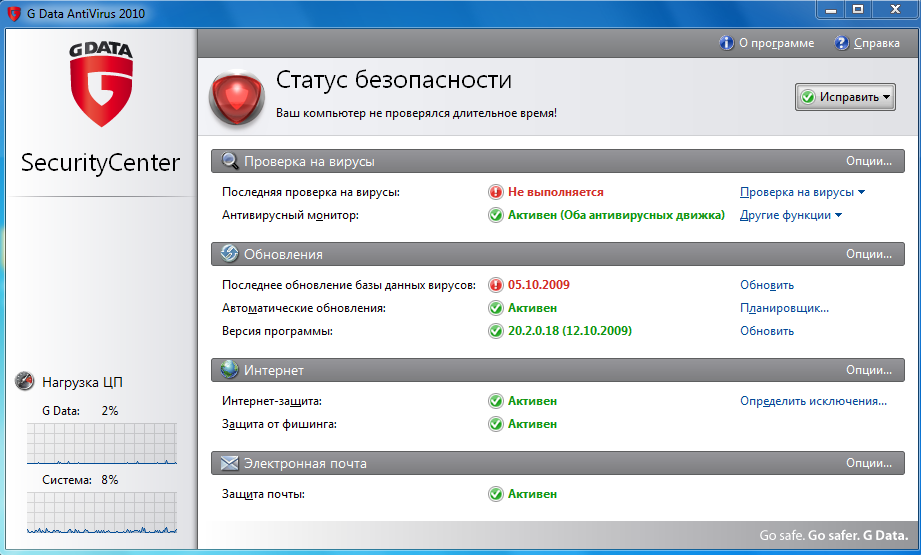 G Data AntiVirus 2010
G DATA
SecurityCenter
О программе
Справка
Статус безопасности
Ваш компьютер не проверялся длительное время!
Исправить
Проверка на вирусы
Опции...
Последняя проверка на вирусы:
Не выполняется
Проверка на вирусы
Антивирусный монитор:
Активен (Оба антивирусных движка)
Другие функции
Обновления
Опции...
Последнее обновление базы данных вирусов:
05.10.2009
Обновить
Автоматические обновления:
Активен
Планировщик...
Версия программы:
20.2.0.18 (12.10.2009)
Обновить
Интернет
Опции...
Интернет-защита:
Активен
Определить исключения...
Защита от фишинга:
Активен
Электронная почта
Опции...
Защита почты:
Активен
Нагрузка ЦП
G Data: 2%
Система: 8%
Go safe. Go safer. G Data.